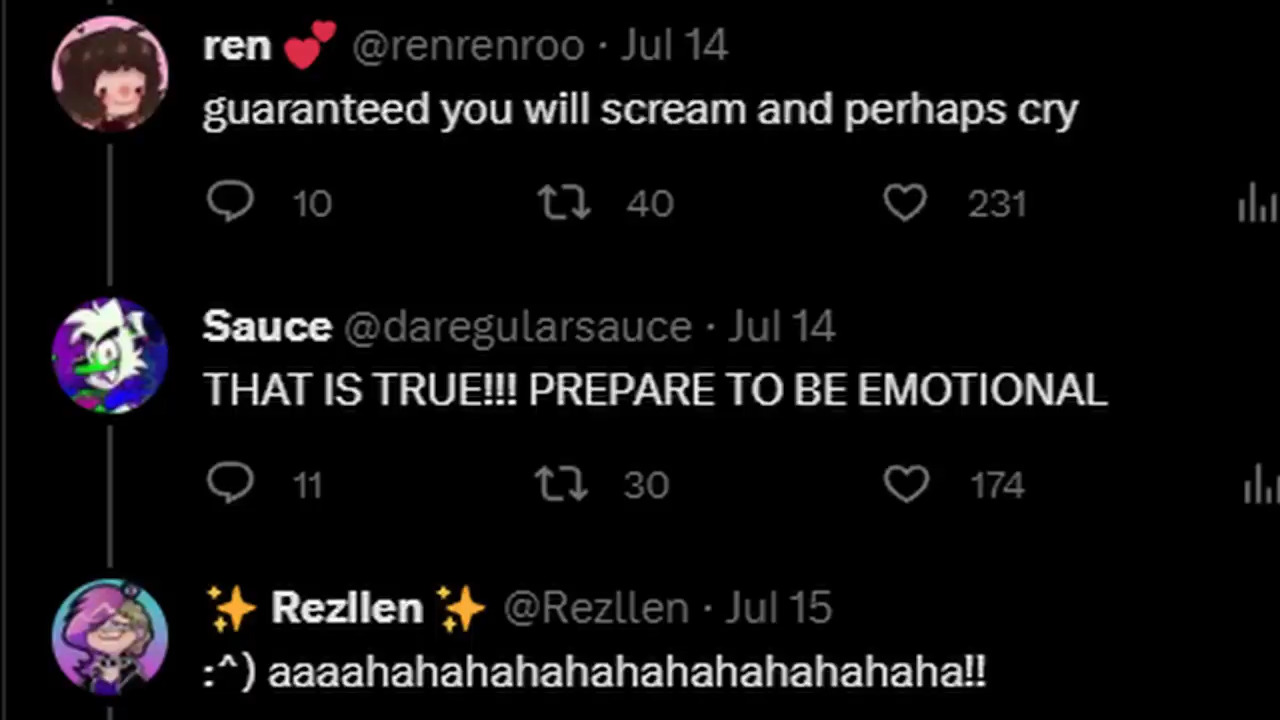 ren 💕 @renrenroo · Jul 14
guaranteed you will scream and perhaps cry
10 40 231
Sauce @daregularsauce · Jul 14
THAT IS TRUE!!! PREPARE TO BE EMOTIONAL
11 30 174
✨ Rezllen ✨ @Rezllen · Jul 15
:^) aaaahahahahahahahahahahahaha!!